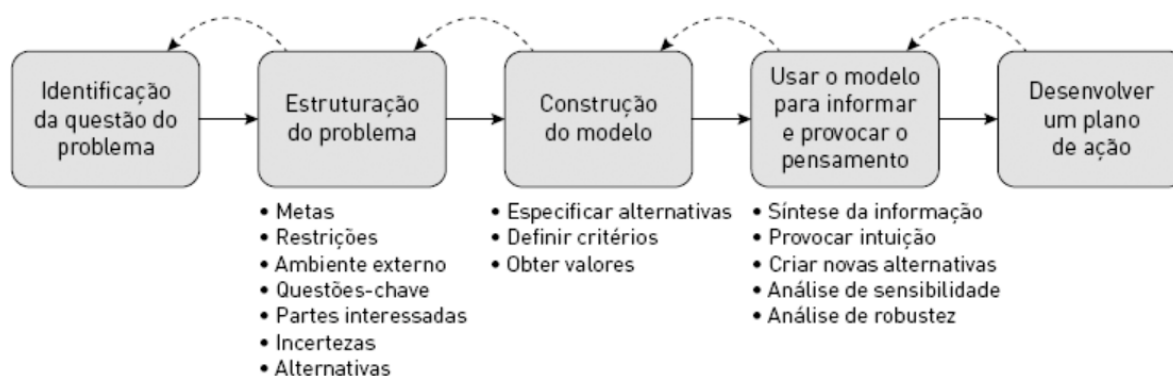 Identificação
da questão do
problema
Estruturação
do problema
Construção
do modelo
Usar o modelo
para informar
e provocar o
pensamento
Desenvolver
um plano
de ação
• Metas
• Restrições
• Ambiente externo
• Questões-chave
• Partes interessadas
• Incertezas
• Alternativas
• Especificar alternativas
• Definir critérios
• Obter valores
• Síntese da informação
• Provocar intuição
• Criar novas alternativas
• Análise de sensibilidade
• Análise de robustez